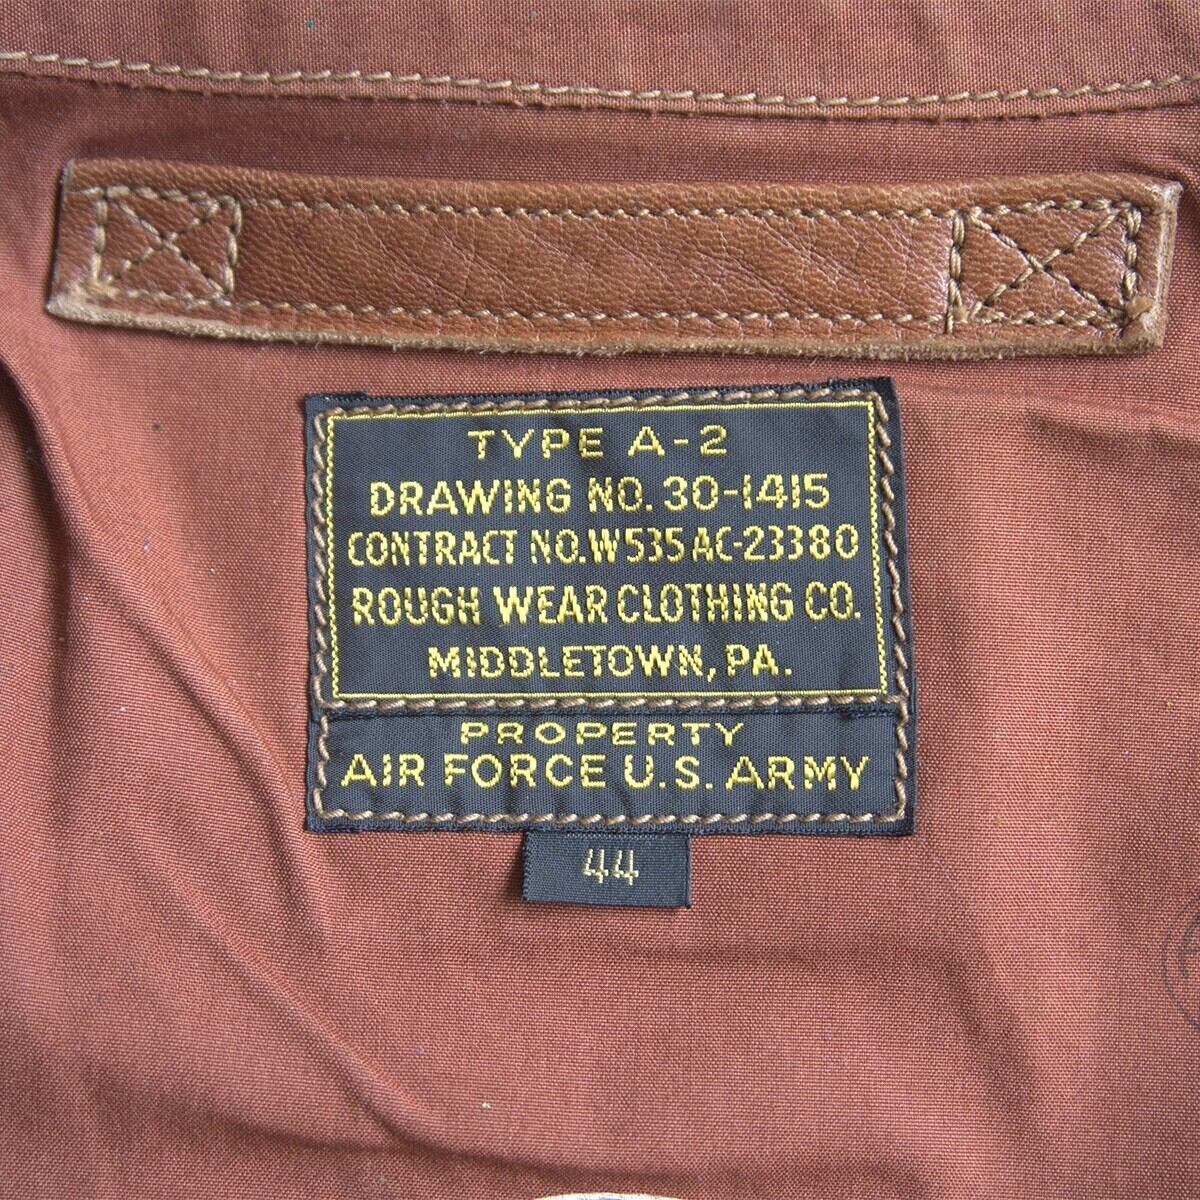 TYPE A-2
DRAWING NO. 30-1415
CONTRACT NO. W535 AC-23380
ROUGH WEAR CLOTHING CO.
MIDDLETOWN, PA.
PROPERTY
AIR FORCE U.S. ARMY
44